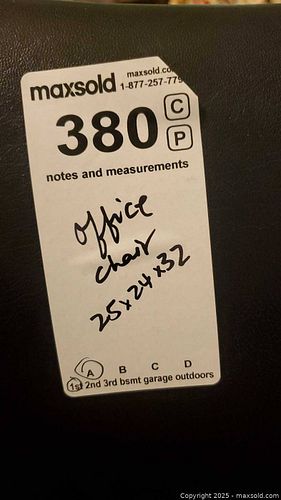 maxsold
maxsold.co
1-877-257-775
380
C
P
notes and measurements
office
chair
25x24x32
A B C D
1st 2nd 3rd bsmt garage outdoors
Copyright 2025 - maxsold.com